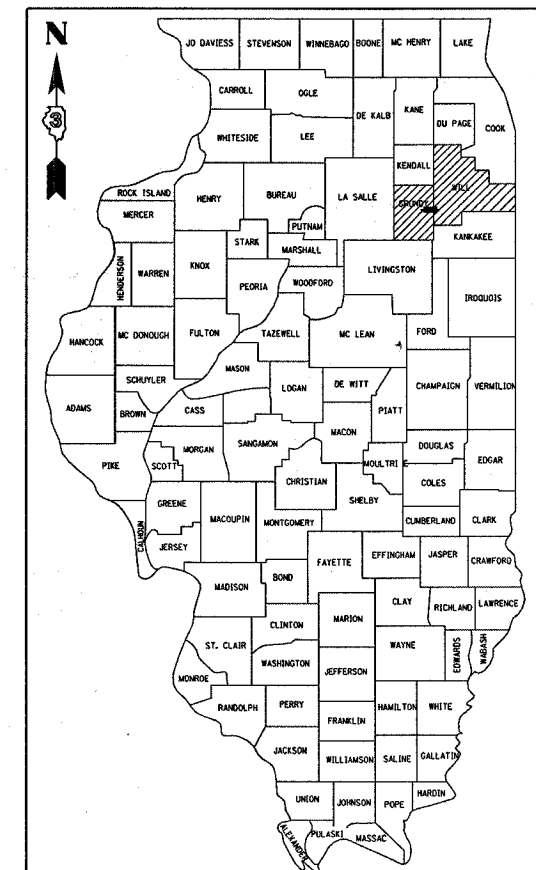 N
JO DAVIESS STEVENSON WINNEBAGO BOONE MC HENRY LAKE
CARROLL OGLE DE KALB KANE COOK
DU PAGE
WHITESIDE LEE
KENDALL WILL
ROCK ISLAND HENRY BUREAU LA SALLE GRUNDY
MERCER PUTNAM
KANKAKEE
STARK MARSHALL
HENDERSON WARREN KNOX LIVINGSTON
PEORIA WOODFORD IROQUOIS
HANCOCK MC DONOUGH FULTON TAZEWELL MC LEAN FORD
SCHUYLER MASON
ADAMS BROWN CASS LOGAN DE WITT CHAMPAIGN VERMILION
PIATT
MACON
PIKE SCOTT MORGAN SANGAMON MOULTRIE DOUGLAS EDGAR
CHRISTIAN COLES
GREENE SHELBY
CALHOUN MACOUPIN MONTGOMERY CUMBERLAND CLARK
JERSEY
FAYETTE EFFINGHAM JASPER CRAWFORD
MADISON BOND
CLAY RICHLAND LAWRENCE
CLINTON MARION
ST. CLAIR WAYNE EDWARDS WABASH
WASHINGTON
MONROE JEFFERSON
RANDOLPH PERRY HAMILTON WHITE
FRANKLIN
JACKSON WILLIAMSON SALINE GALLATIN
HARDIN
UNION JOHNSON POPE
ALEXANDER PULASKI MASSAC